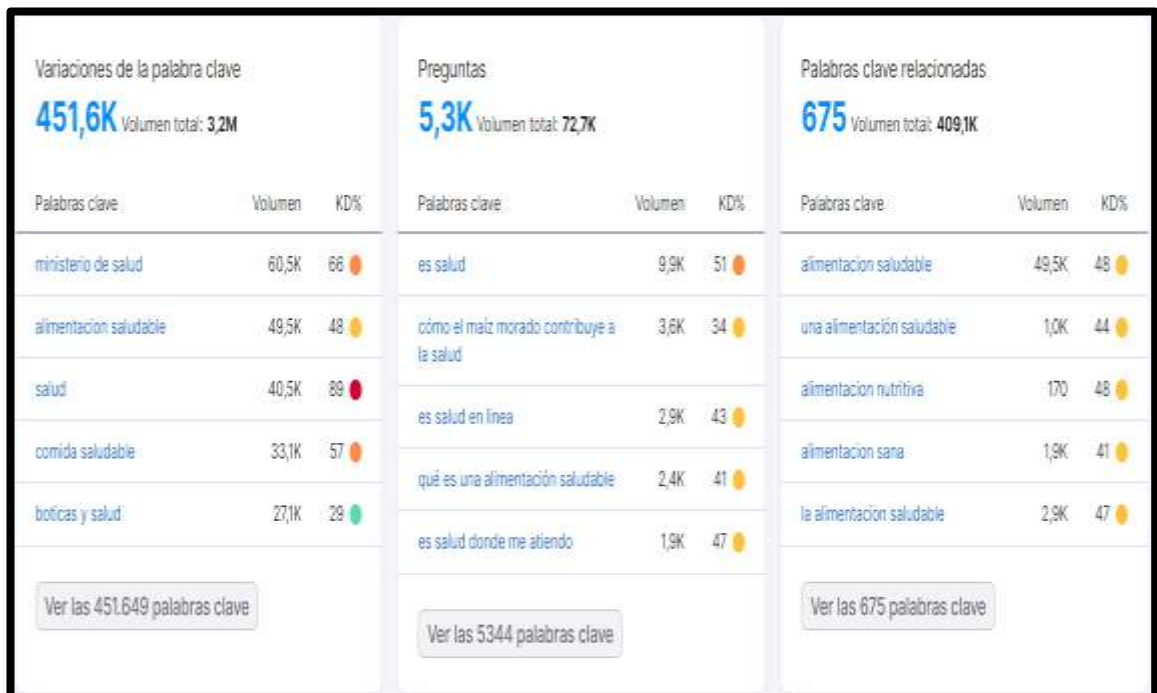 Variaciones de la palabra clave
451,6K Volumen total: 3,2M
Palabras clave Volumen KD%
ministerio de salud 60,5K 66
alimentacion saludable 49,5K 48
salud 40,5K 89
comida saludable 33,1K 57
boticas y salud 27,1K 29
Ver las 451.649 palabras clave
Preguntas
5,3K Volumen total: 72,7K
Palabras clave Volumen KD%
es salud 9,9K 51
cómo el maíz morado contribuye a 3,6K 34
la salud
es salud en linea 2,9K 43
qué es una alimentación saludable 2,4K 41
es salud donde me atiendo 1,9K 47
Ver las 5344 palabras clave
Palabras clave relacionadas
675 Volumen total: 409,1K
Palabras clave Volumen KD%
alimentacion saludable 49,5K 48
una alimentación saludable 1,0K 44
alimentacion nutritiva 170 48
alimentacion sana 1,9K 41
la alimentacion saludable 2,9K 47
Ver las 675 palabras clave